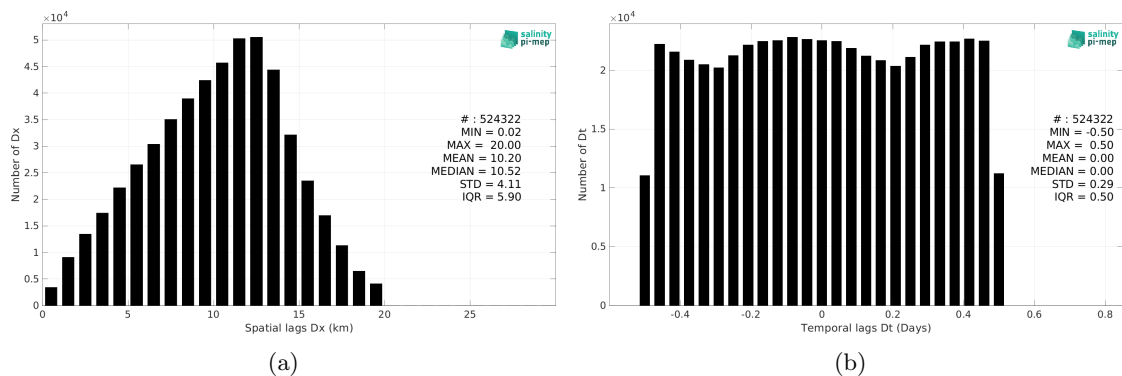 ×10⁴
5
4.5
4
3.5
3
2.5
2
1.5
1
0.5
0
Number of Dx
0 5 10 15 20 25
Spatial lags Dx (km)
salinity
pi-mep
# : 524322
MIN = 0.02
MAX = 20.00
MEAN = 10.20
MEDIAN = 10.52
STD = 4.11
IQR = 5.90
(a)
×10⁴
2
1.5
1
0.5
0
Number of Dt
-0.4 -0.2 0 0.2 0.4 0.6 0.8
Temporal lags Dt (Days)
salinity
pi-mep
# : 524322
MIN = -0.50
MAX = 0.50
MEAN = 0.00
MEDIAN = 0.00
STD = 0.29
IQR = 0.50
(b)